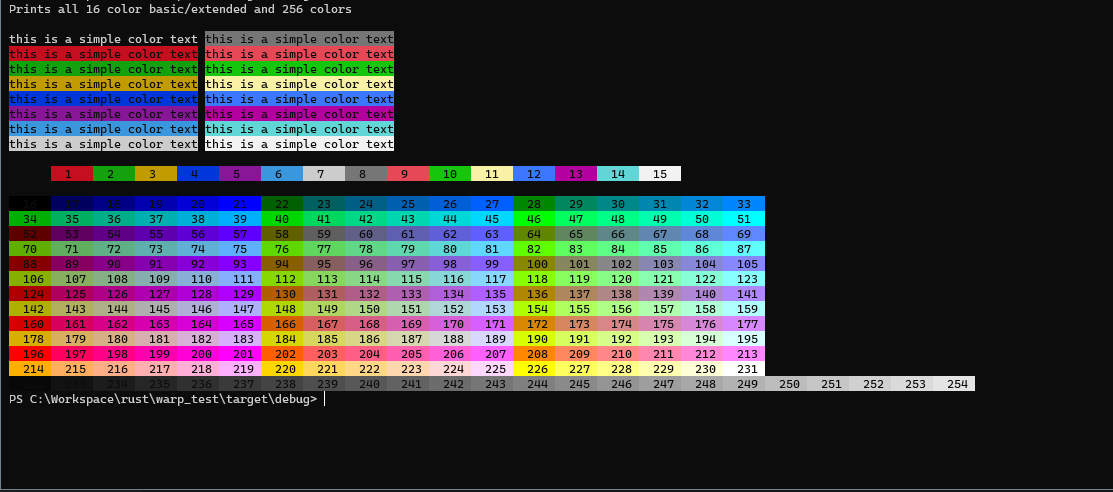 Prints all 16 color basic/extended and 256 colors
this is a simple color text this is a simple color text
this is a simple color text this is a simple color text
this is a simple color text this is a simple color text
this is a simple color text this is a simple color text
this is a simple color text this is a simple color text
this is a simple color text this is a simple color text
this is a simple color text this is a simple color text
this is a simple color text this is a simple color text
1 2 3 4 5 6 7 8 9 10 11 12 13 14 15
16 17 18 19 20 21 22 23 24 25 26 27 28 29 30 31 32 33
34 35 36 37 38 39 40 41 42 43 44 45 46 47 48 49 50 51
52 53 54 55 56 57 58 59 60 61 62 63 64 65 66 67 68 69
70 71 72 73 74 75 76 77 78 79 80 81 82 83 84 85 86 87
88 89 90 91 92 93 94 95 96 97 98 99 100 101 102 103 104 105
106 107 108 109 110 111 112 113 114 115 116 117 118 119 120 121 122 123
124 125 126 127 128 129 130 131 132 133 134 135 136 137 138 139 140 141
142 143 144 145 146 147 148 149 150 151 152 153 154 155 156 157 158 159
160 161 162 163 164 165 166 167 168 169 170 171 172 173 174 175 176 177
178 179 180 181 182 183 184 185 186 187 188 189 190 191 192 193 194 195
196 197 198 199 200 201 202 203 204 205 206 207 208 209 210 211 212 213
214 215 216 217 218 219 220 221 222 223 224 225 226 227 228 229 230 231
233 234 235 236 237 238 239 240 241 242 243 244 245 246 247 248 249 250 251 252 253 254
PS C:\Workspace\rust\warp_test\target\debug>